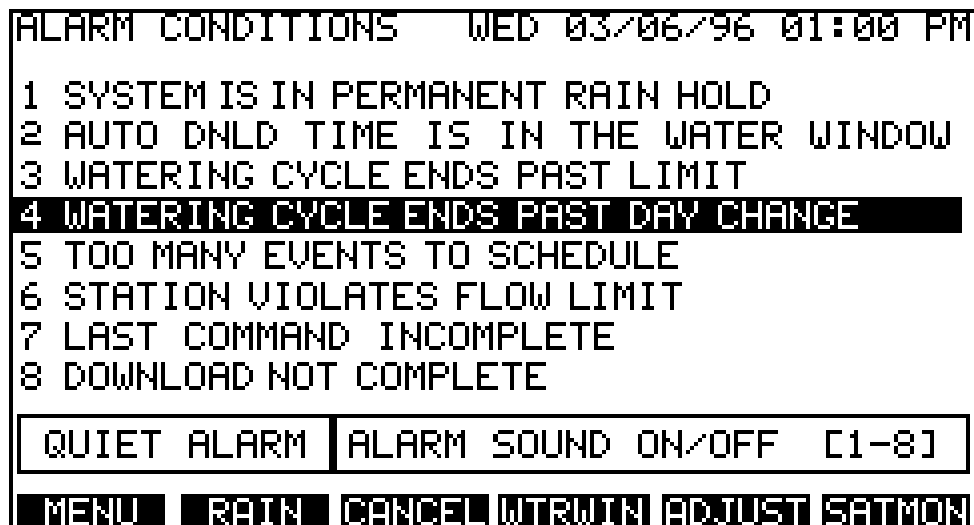 ALARM CONDITIONS WED 03/06/96 01:00 PM
1 SYSTEM IS IN PERMANENT RAIN HOLD
2 AUTO DNLD TIME IS IN THE WATER WINDOW
3 WATERING CYCLE ENDS PAST LIMIT
4 WATERING CYCLE ENDS PAST DAY CHANGE
5 TOO MANY EVENTS TO SCHEDULE
6 STATION VIOLATES FLOW LIMIT
7 LAST COMMAND INCOMPLETE
8 DOWNLOAD NOT COMPLETE
QUIET ALARM ALARM SOUND ON/OFF [1-8]
MENU RAIN CANCEL WTRWIN ADJUST SATMON